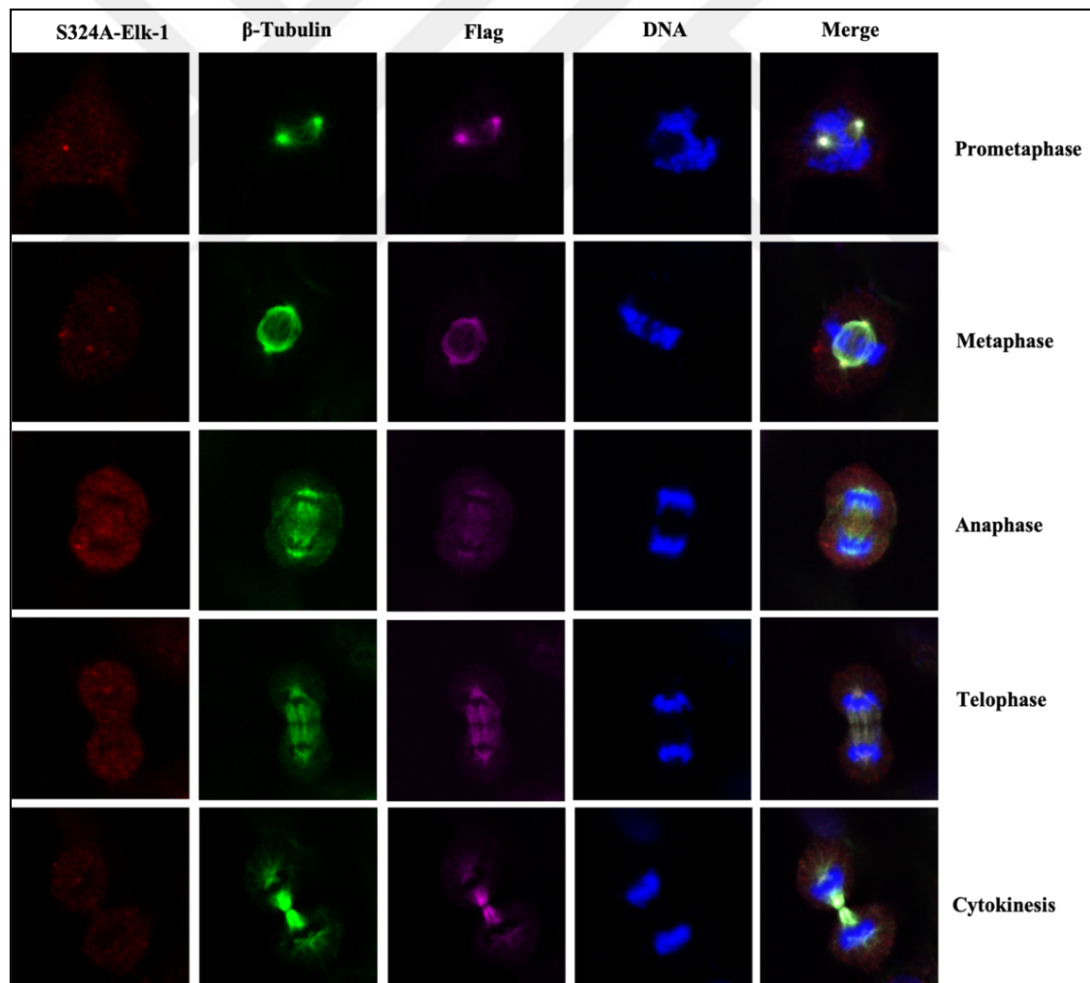 S324A-Elk-1 β-Tubulin Flag DNA Merge
Prometaphase
Metaphase
Anaphase
Telophase
Cytokinesis